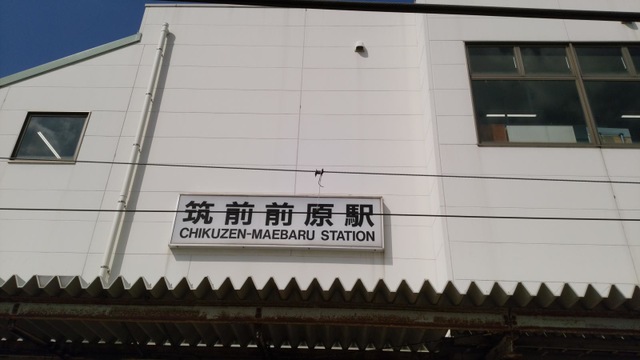 筑前前原駅
CHIKUZEN-MAEBARU STATION